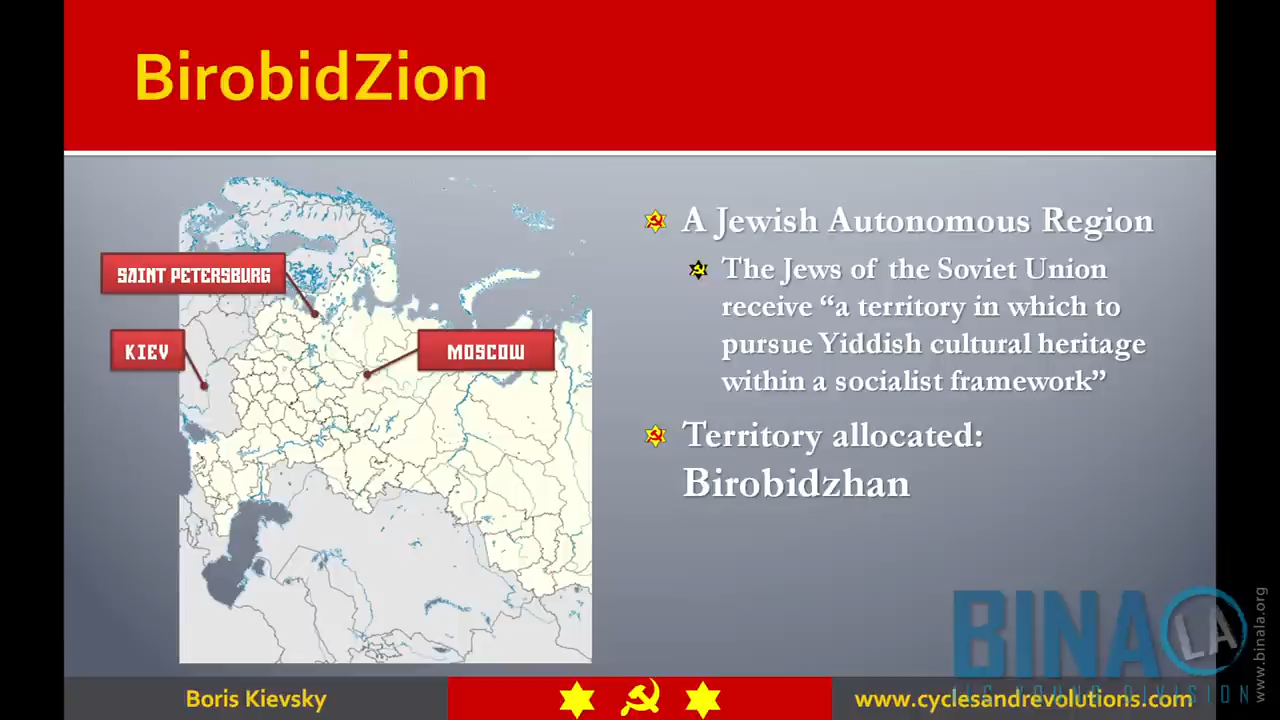 BirobidZion
SAINT PETERSBURG
KIEV
MOSCOW
A Jewish Autonomous Region
The Jews of the Soviet Union
receive “a territory in which to
pursue Yiddish cultural heritage
within a socialist framework”
Territory allocated:
Birobidzhan
BINA
LA
DIVISION
www.binala.org
Boris Kievsky
www.cyclesandrevolutions.com